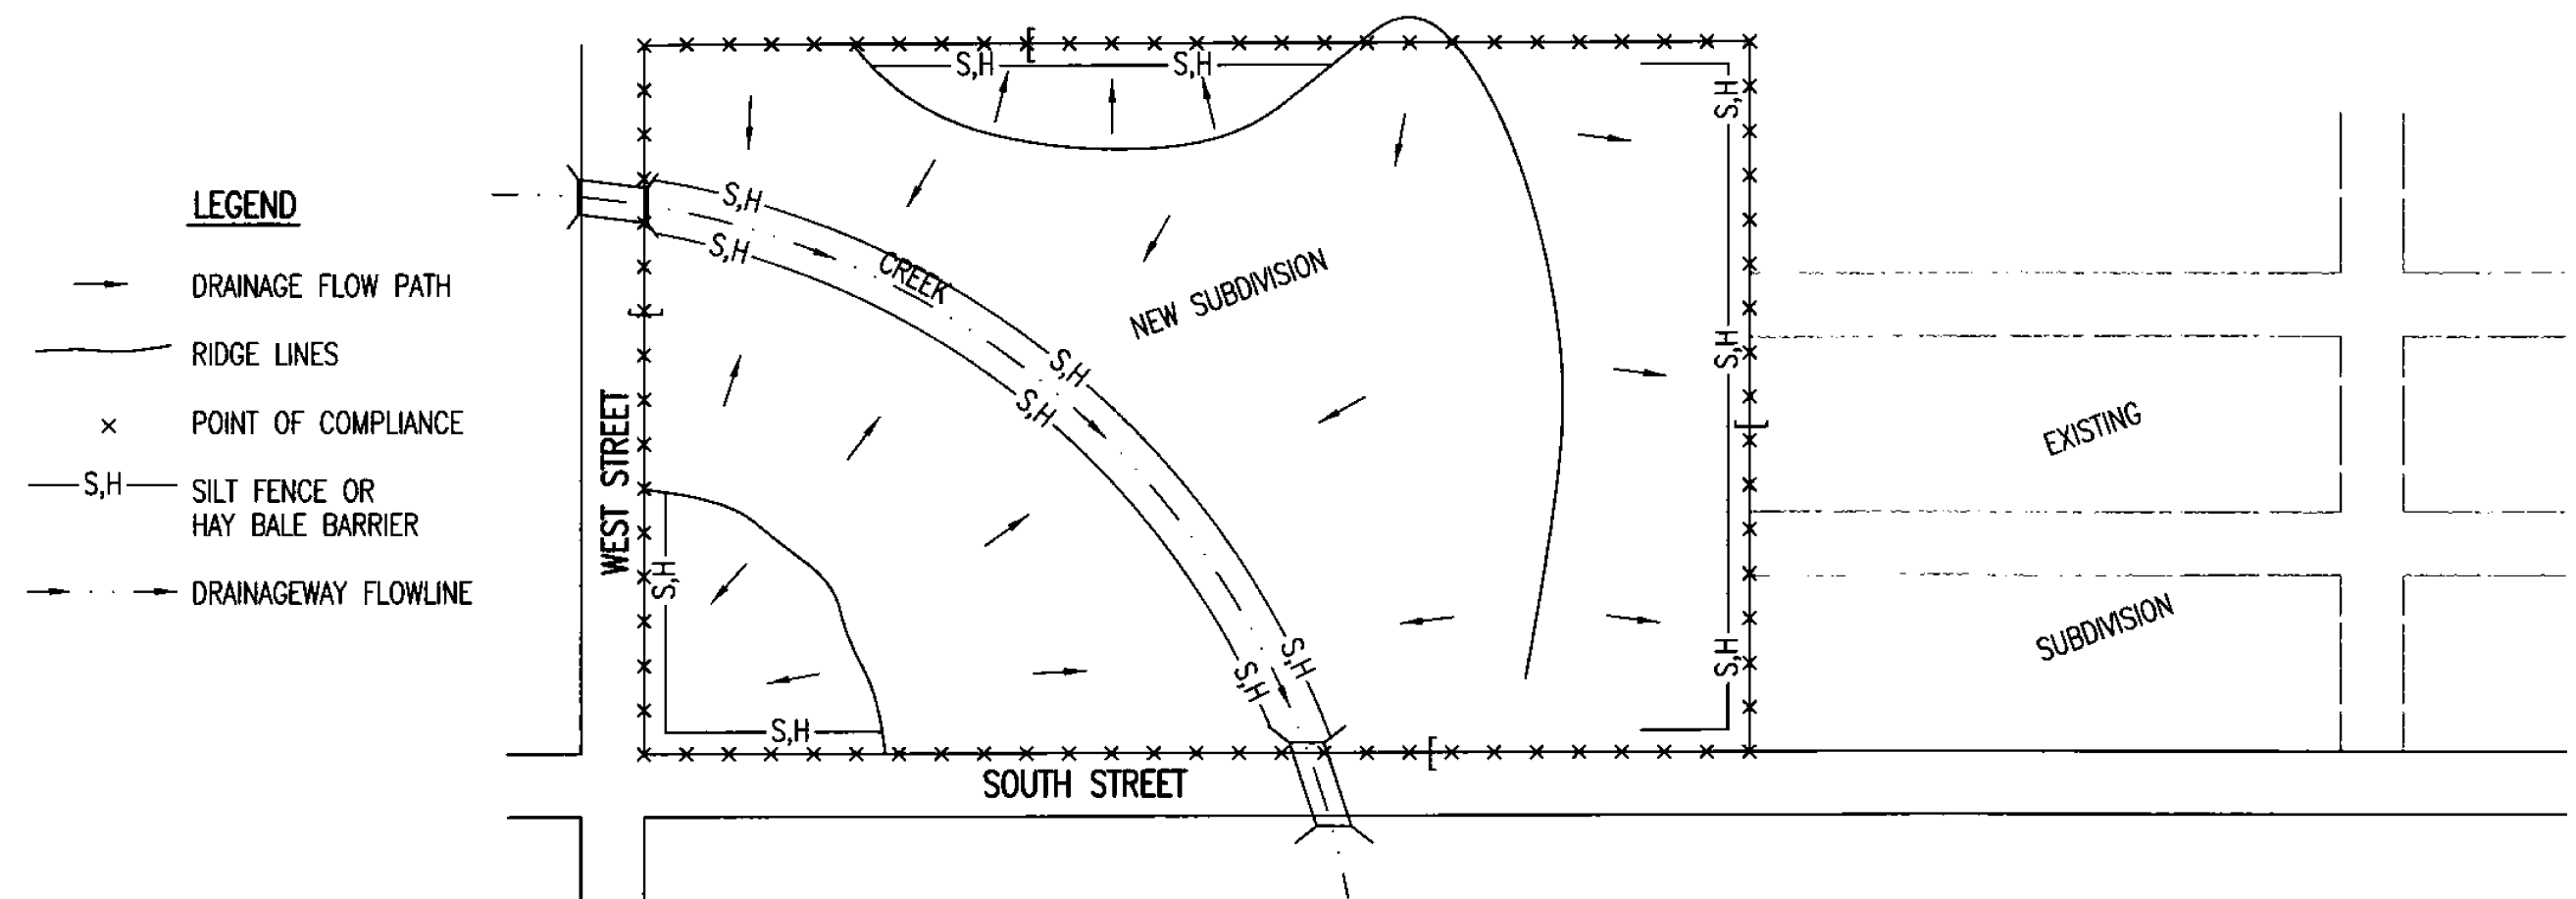 LEGEND
DRAINAGE FLOW PATH
RIDGE LINES
× POINT OF COMPLIANCE
S,H SILT FENCE OR
HAY BALE BARRIER
DRAINAGEWAY FLOWLINE
S,H
S,H
S,H
S,H
S,H
CREEK
NEW SUBDIVISION
S,H
S,H
S,H
WEST STREET
EXISTING
S,H
SUBDIVISION
S,H
S,H
S,H
S,H
SOUTH STREET